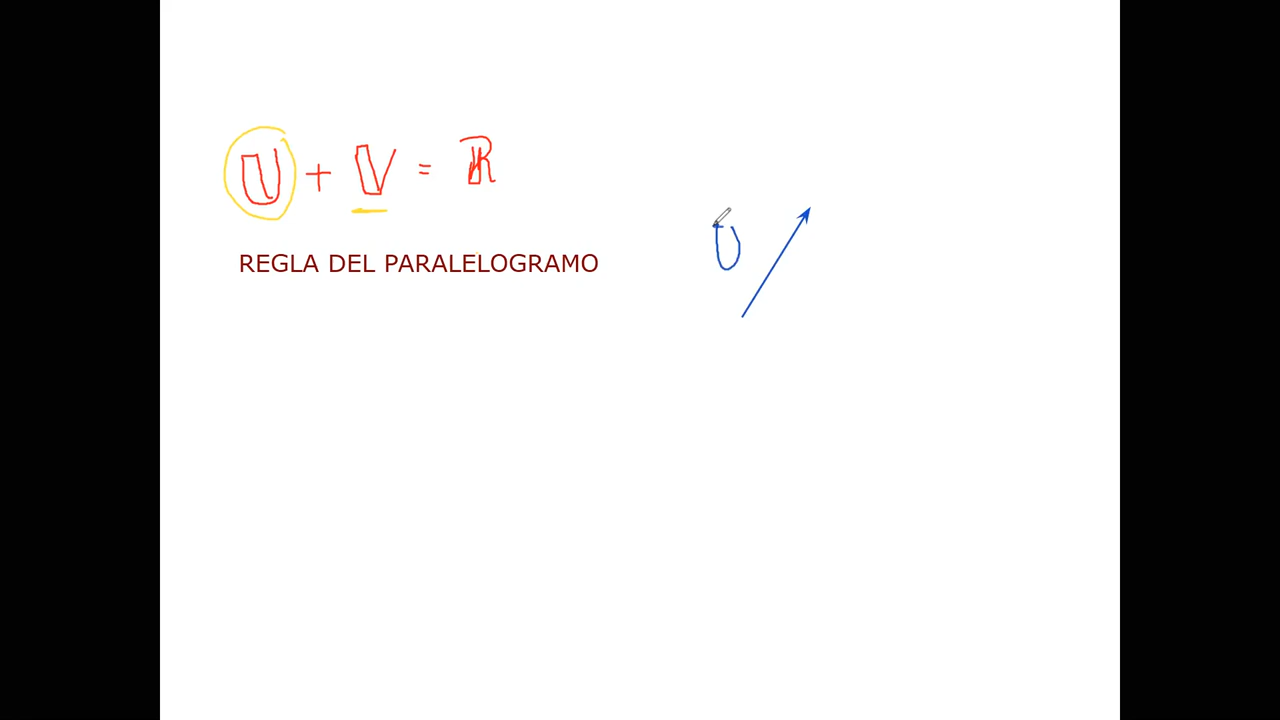 U + V = R
REGLA DEL PARALELOGRAMO
U